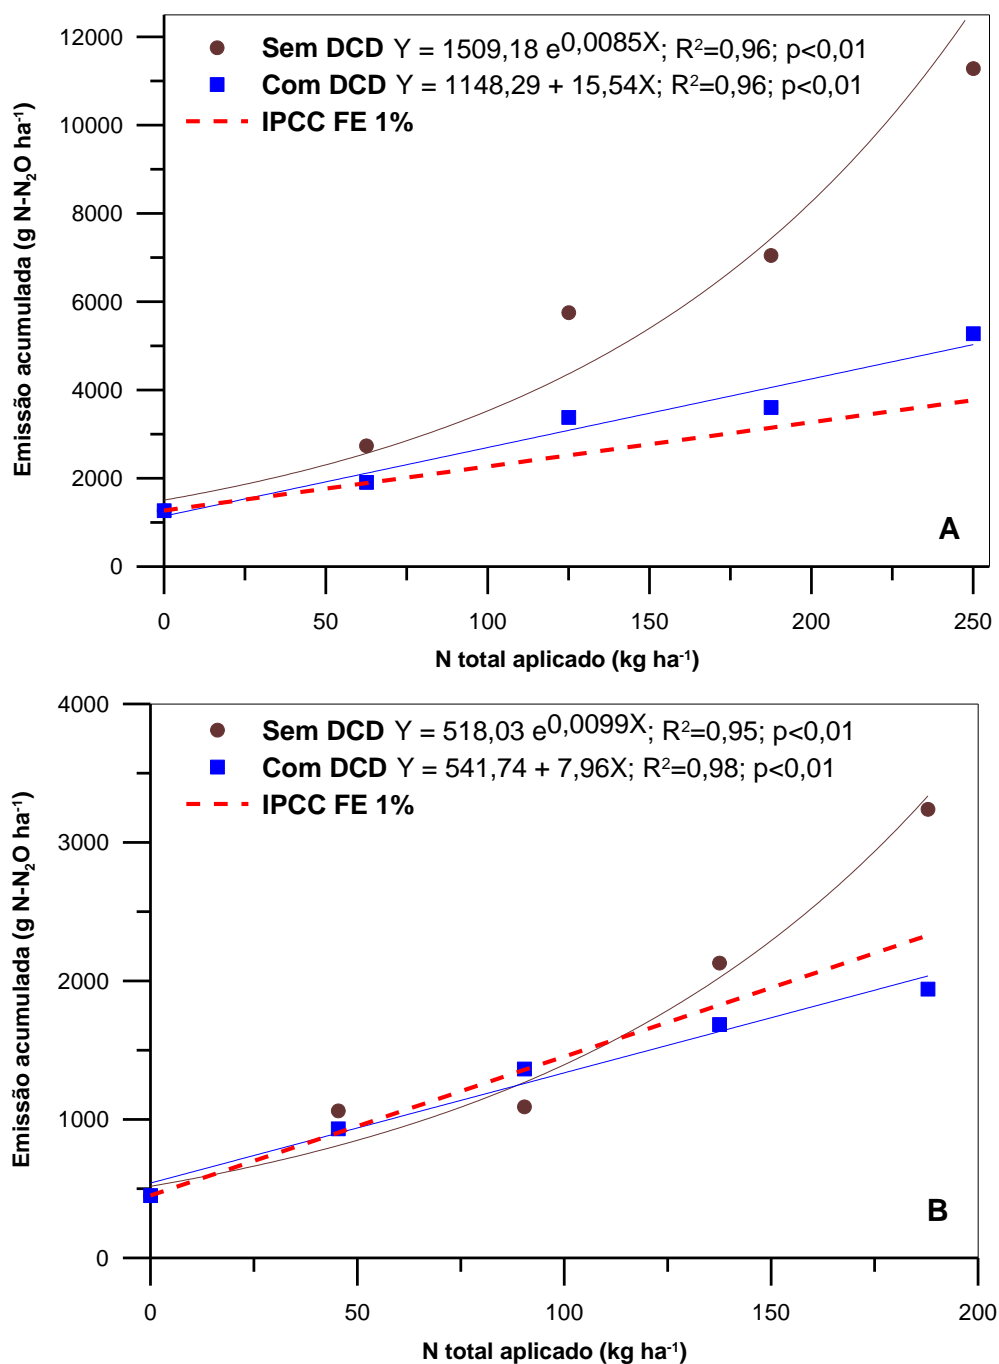 12000
10000
8000
6000
4000
2000
0
Emissão acumulada (g N-N₂O ha⁻¹)
Sem DCD Y = 1509,18 e^0,0085X; R²=0,96; p<0,01
Com DCD Y = 1148,29 + 15,54X; R²=0,96; p<0,01
IPCC FE 1%
A
0 50 100 150 200 250
N total aplicado (kg ha⁻¹)
4000
3000
2000
1000
0
Emissão acumulada (g N-N₂O ha⁻¹)
Sem DCD Y = 518,03 e^0,0099X; R²=0,95; p<0,01
Com DCD Y = 541,74 + 7,96X; R²=0,98; p<0,01
IPCC FE 1%
B
0 50 100 150 200
N total aplicado (kg ha⁻¹)